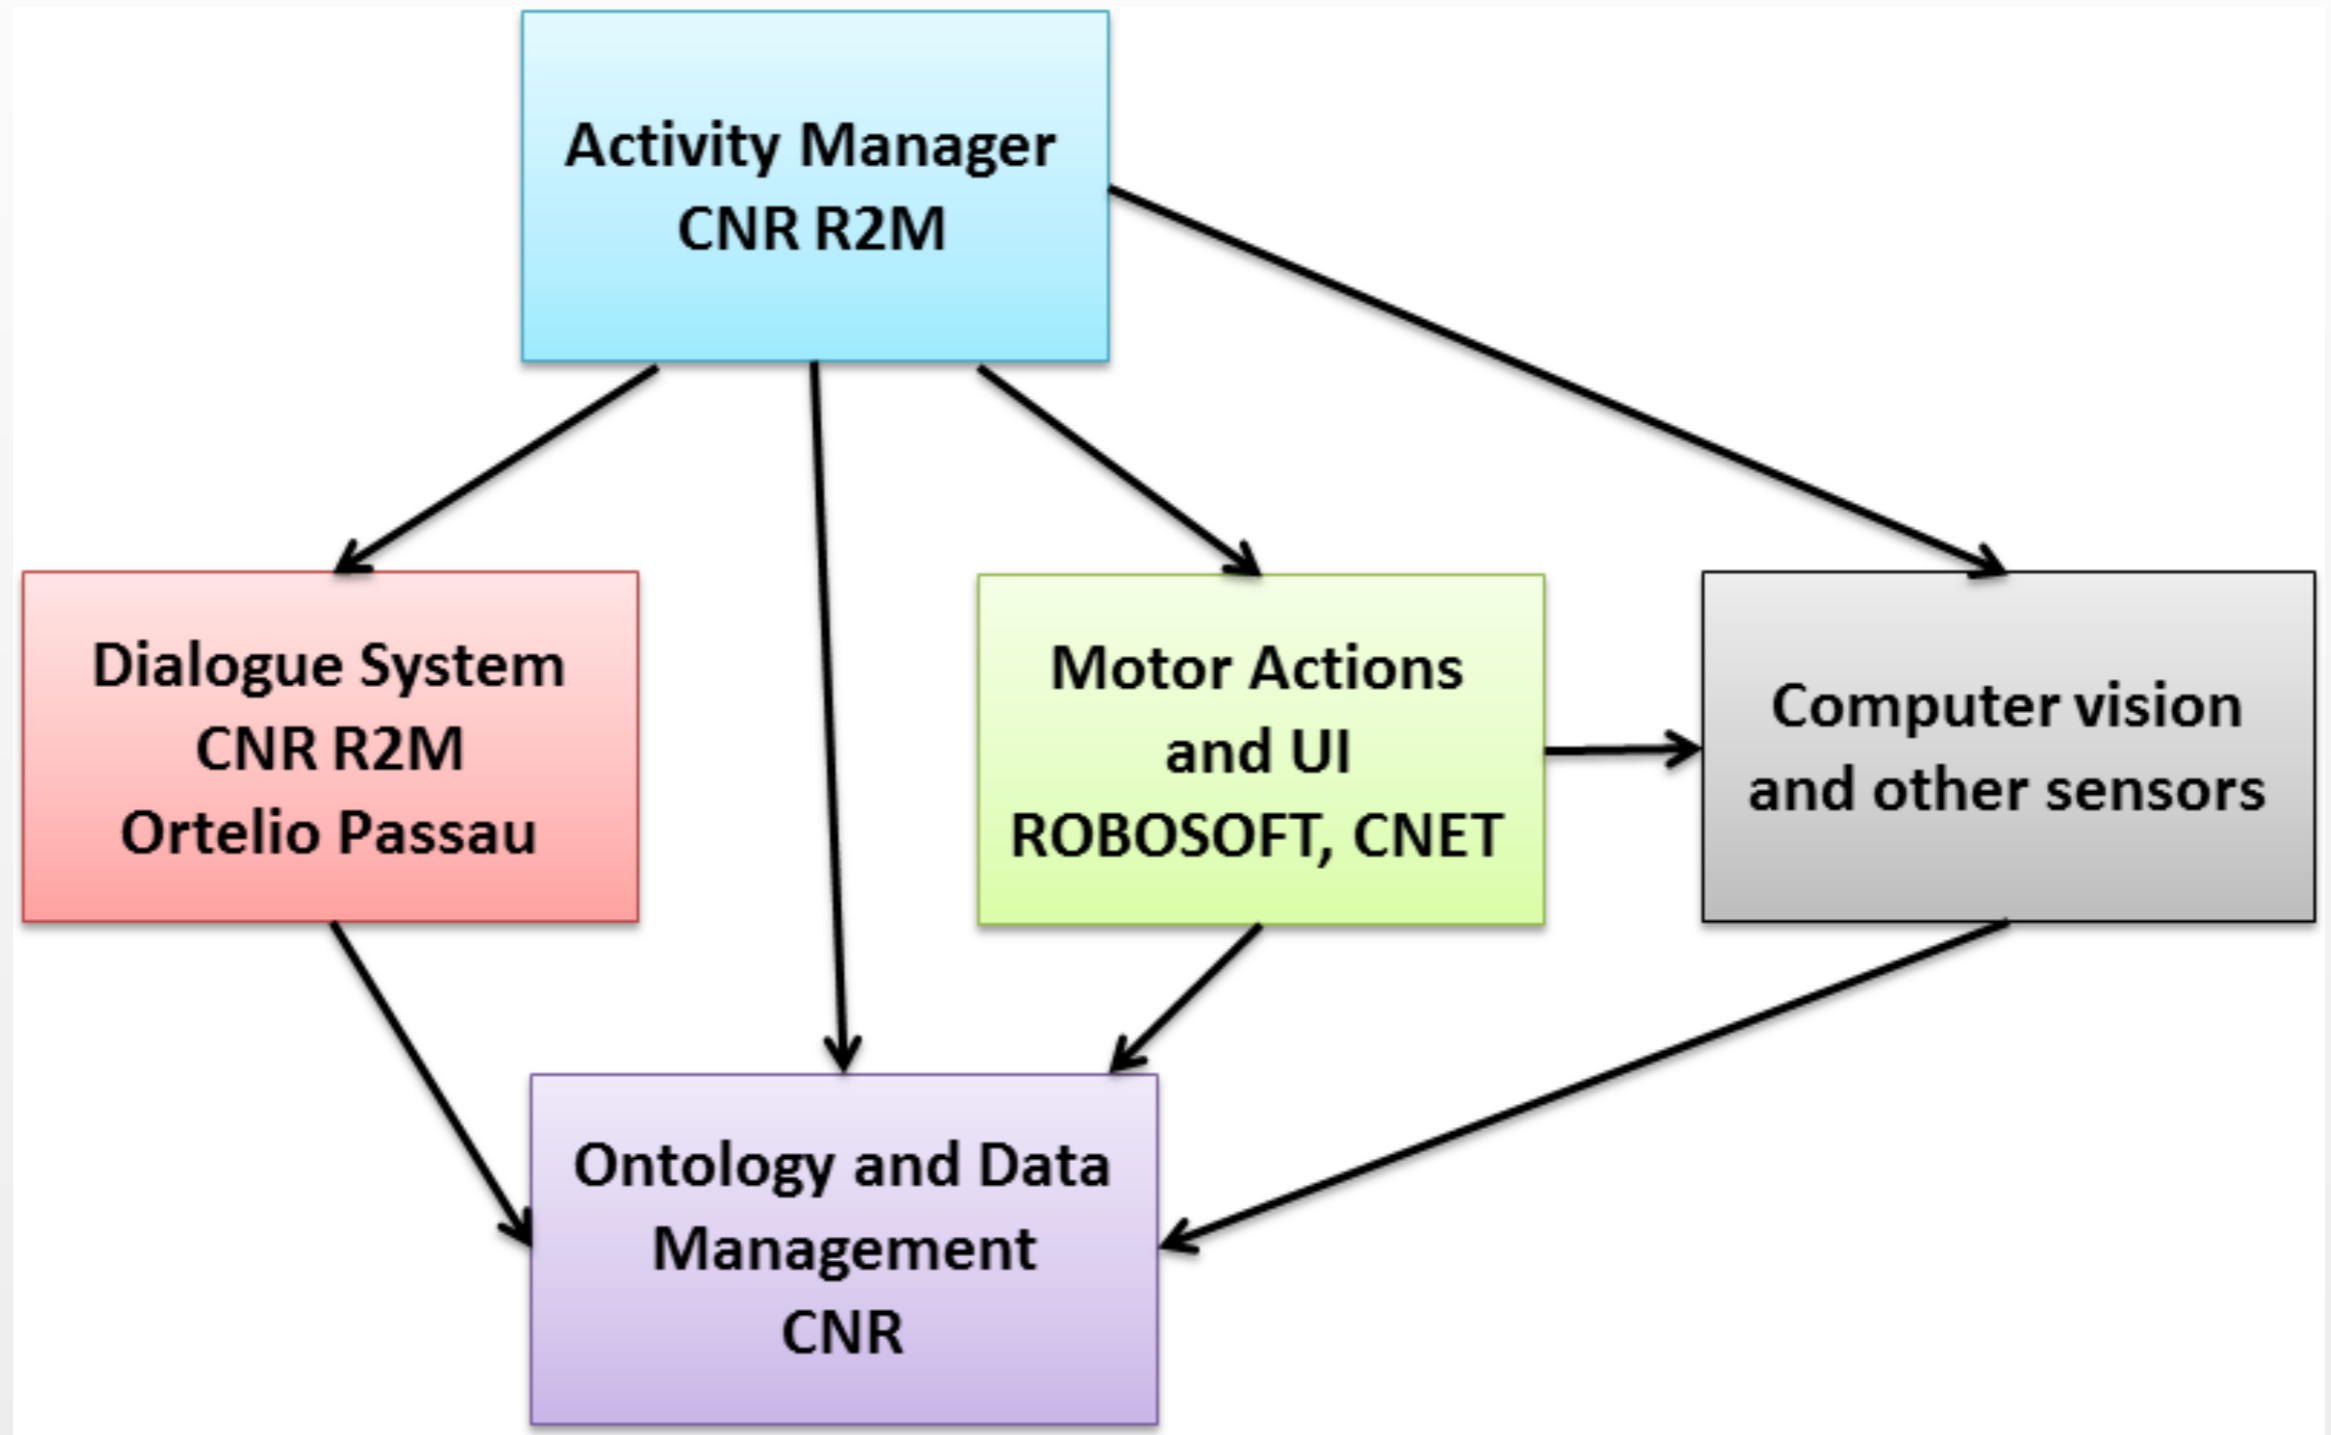 Activity Manager
CNR R2M
Dialogue System
CNR R2M
Ortelio Passau
Motor Actions
and UI
ROBOSOFT, CNET
Computer vision
and other sensors
Ontology and Data
Management
CNR